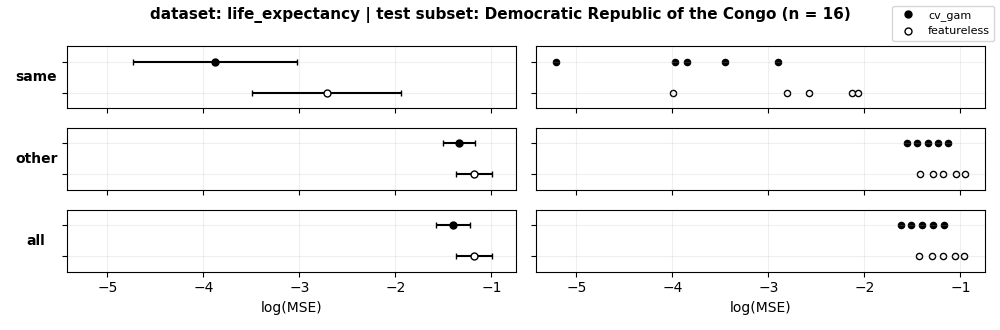 dataset: life_expectancy | test subset: Democratic Republic of the Congo (n = 16)
cv_gam
featureless
same
other
all
−5 −4 −3 −2 −1 −5 −4 −3 −2 −1
log(MSE) log(MSE)